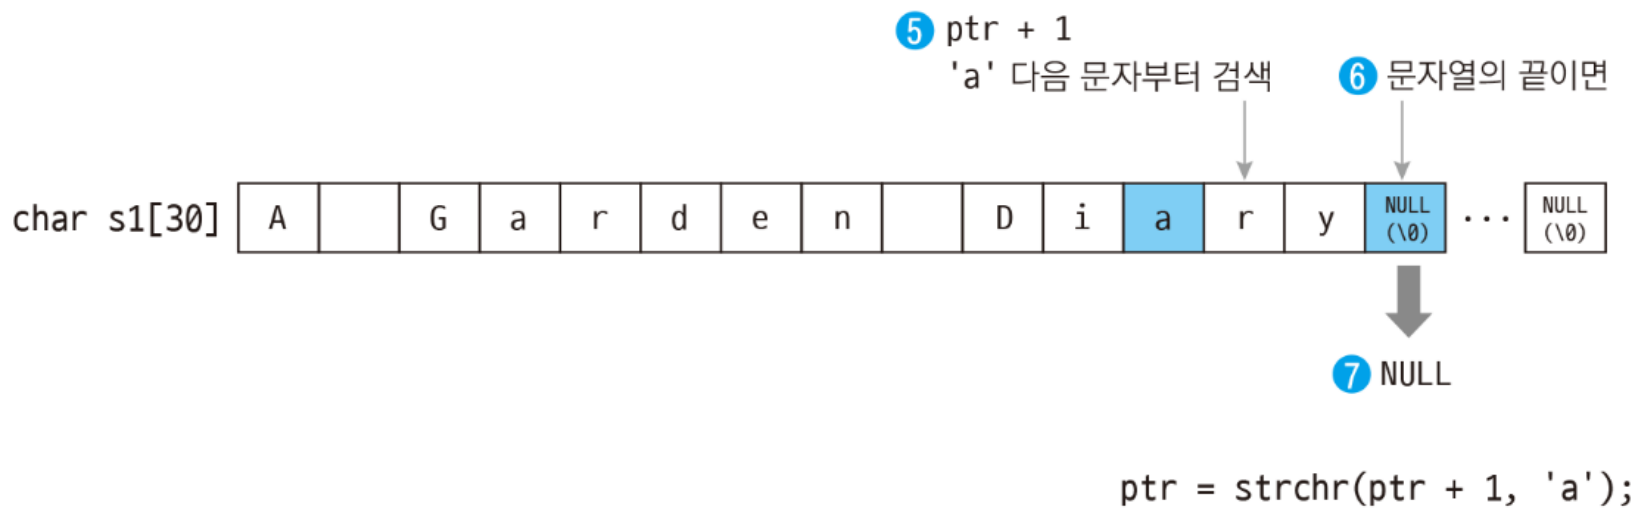 5 ptr + 1
'a' 다음 문자부터 검색
6 문자열의 끝이면
char s1[30] A G a r d e n D i a r y NULL (\0) ... NULL (\0)
7 NULL
ptr = strchr(ptr + 1, 'a');